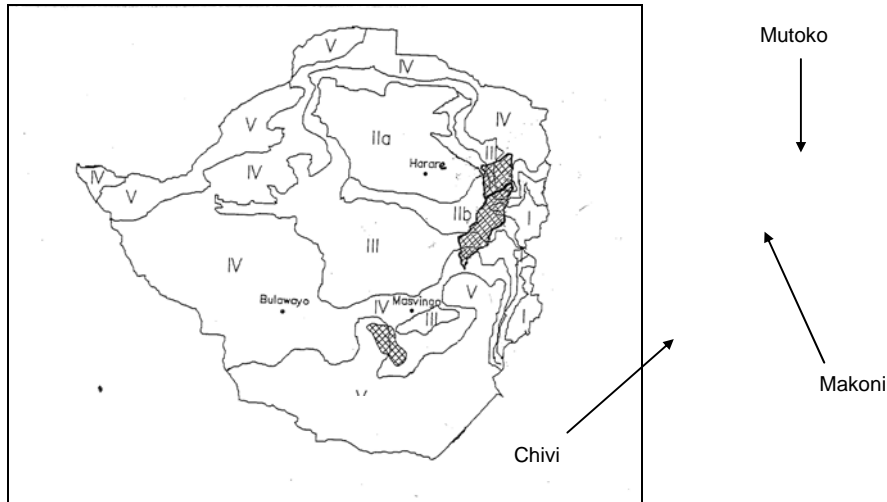 Mutoko
V
IV
IV
V
IIa
III
Harare
IV
IV
V
IIb
I
III
IV
V
Bulawayo
IV
Masvingo
III
I
V
Makoni
Chivi